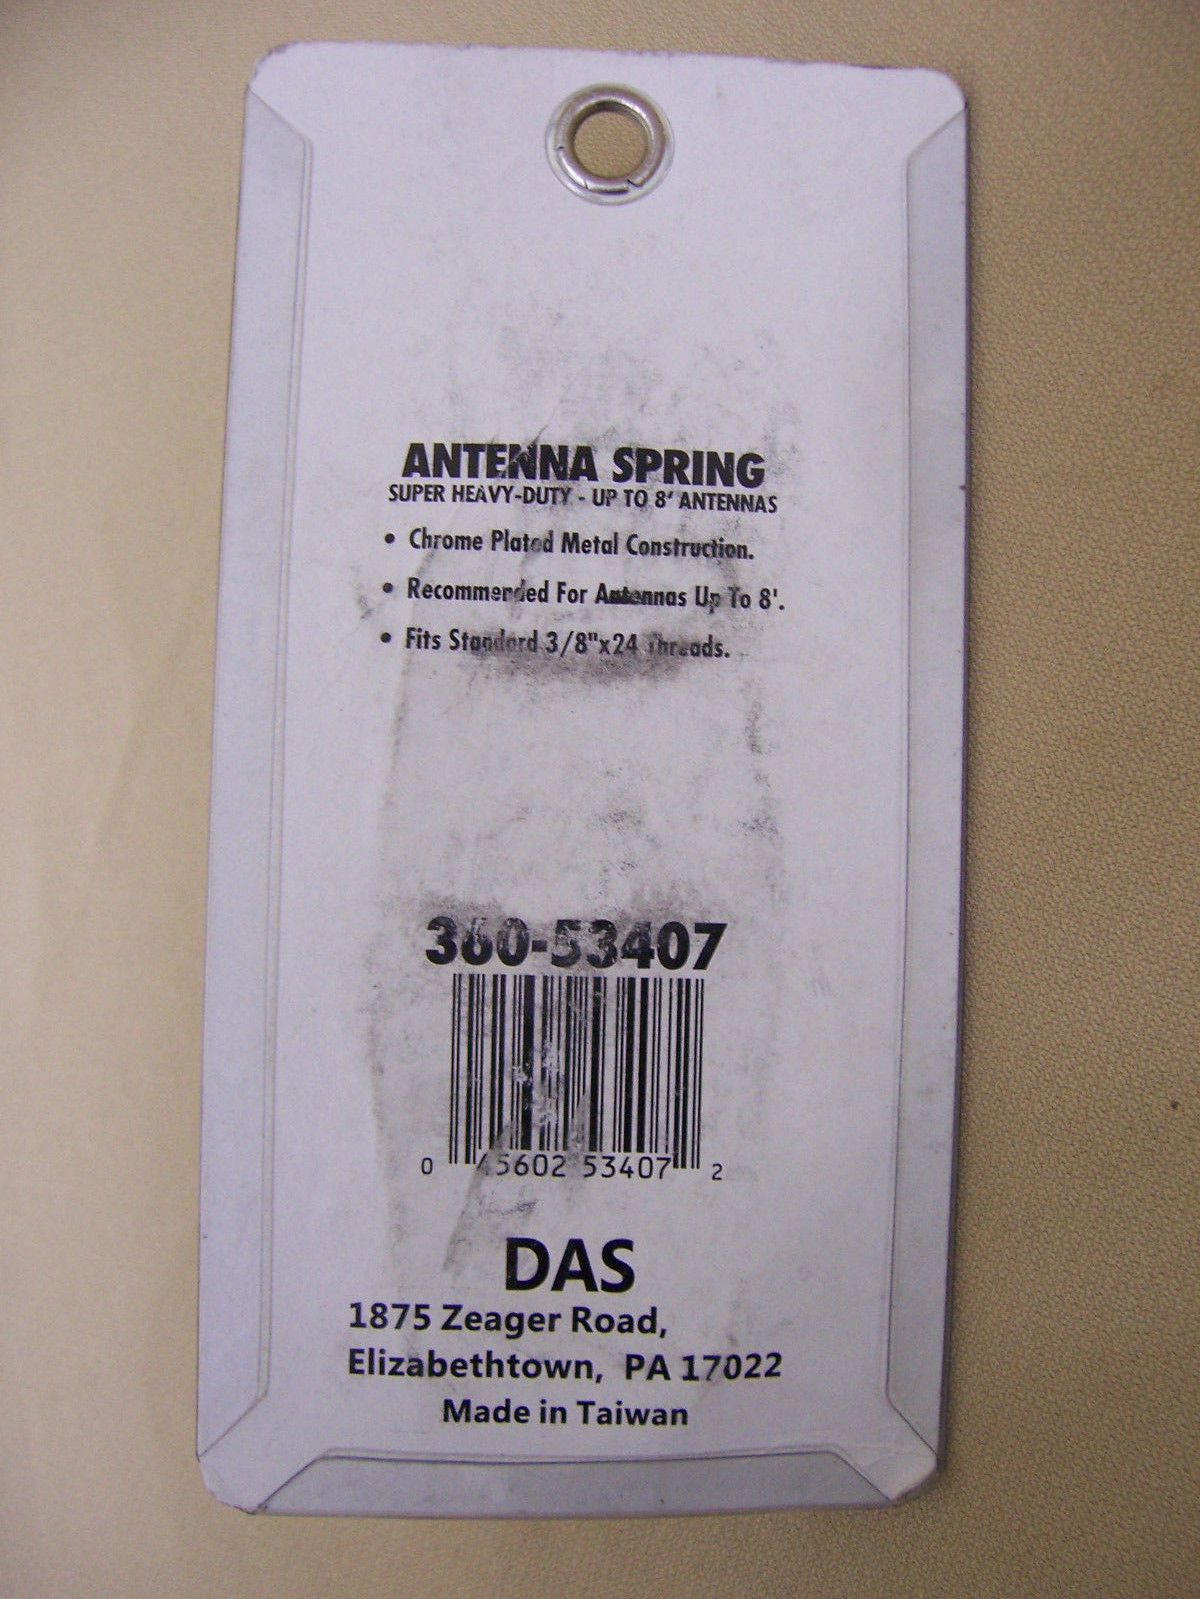 ANTENNA SPRING
SUPER HEAVY-DUTY - UP TO 8' ANTENNAS
• Chrome Plated Metal Construction.
• Recommended For Antennas Up To 8'.
• Fits Standard 3/8"x24 Threads.
360-53407
0 45602 53407 2
DAS
1875 Zeager Road,
Elizabethtown, PA 17022
Made in Taiwan